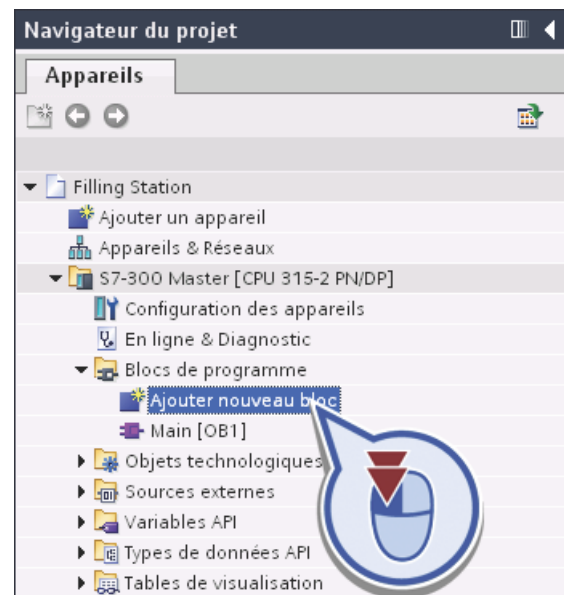 Navigateur du projet
Appareils
Filling Station
Ajouter un appareil
Appareils & Réseaux
S7-300 Master [CPU 315-2 PN/DP]
Configuration des appareils
En ligne & Diagnostic
Blocs de programme
Ajouter nouveau bloc
Main [OB1]
Objets technologiques
Sources externes
Variables API
Types de données API
Tables de visualisation